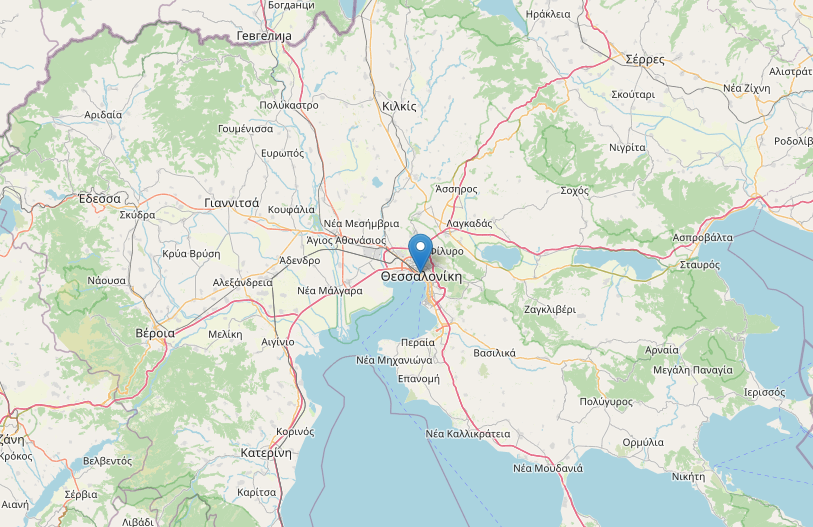 Богданци
Ηράκλεια
Гевгелија
Σέρρες
Αλιστράτ
Νέα Ζίχνη
Σκούταρι
Πολύκαστρο
Κιλκίς
Αριδαία
Γουμένισσα
Ροδολίβ
Νιγρίτα
Ευρωπός
Άσσηρος
Σοχός
Έδεσσα
Γιαννιτσά
Σκύδρα
Κουφάλια
Νέα Μεσήμβρια
Λαγκαδάς
Άγιος Αθανάσιος
Ασπροβάλτα
Φίλυρο
Κρύα Βρύση
Άδενδρο
Σταυρός
Θεσσαλονίκη
Νάουσα
Αλεξάνδρεια
Νέα Μάλγαρα
Ζαγκλιβέρι
Βέροια
Μελίκη
Αιγίνιο
Περαία
Βασιλικά
Αρναία
Νέα Μηχανιώνα
Μεγάλη Παναγία
Επανομή
Ιερισσός
Πολύγυρος
Κορινός
Νέα Καλλικράτεια
ζάνη
Ορμύλια
Κρόκος
Κατερίνη
Βελβεντός
Νέα Μουδανιά
Νικήτη
Σέρβια
Καρίτσα
Αιανή
Λιβάδι